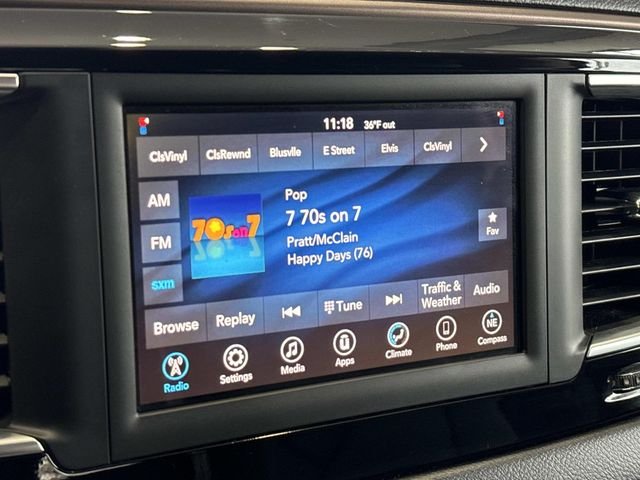 11:18 36°F out
ClsVinyl ClsRewnd Blusvlle E Street Elvis ClsVinyl
AM
FM
sxm
70s on 7
Pop
7 70s on 7
Pratt/McClain
Happy Days (76)
Fav
Browse Replay Tune Traffic & Weather Audio
Radio Settings Media Apps Climate Phone NE Compass